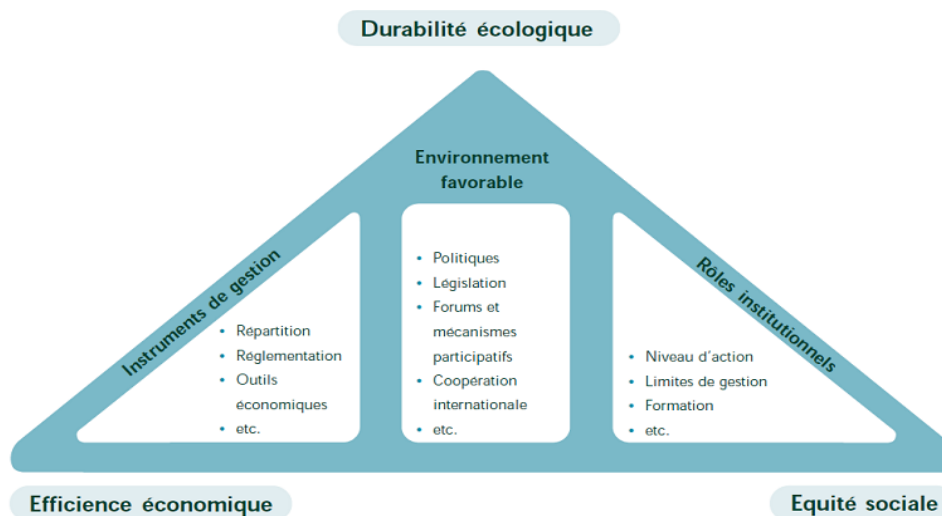 Durabilité écologique
Environnement
favorable
Instruments de gestion
• Répartition
• Réglementation
• Outils
économiques
• etc.
• Politiques
• Législation
• Forums et
mécanismes
participatifs
• Coopération
internationale
• etc.
Rôles institutionnels
• Niveau d'action
• Limites de gestion
• Formation
• etc.
Efficience économique
Equité sociale